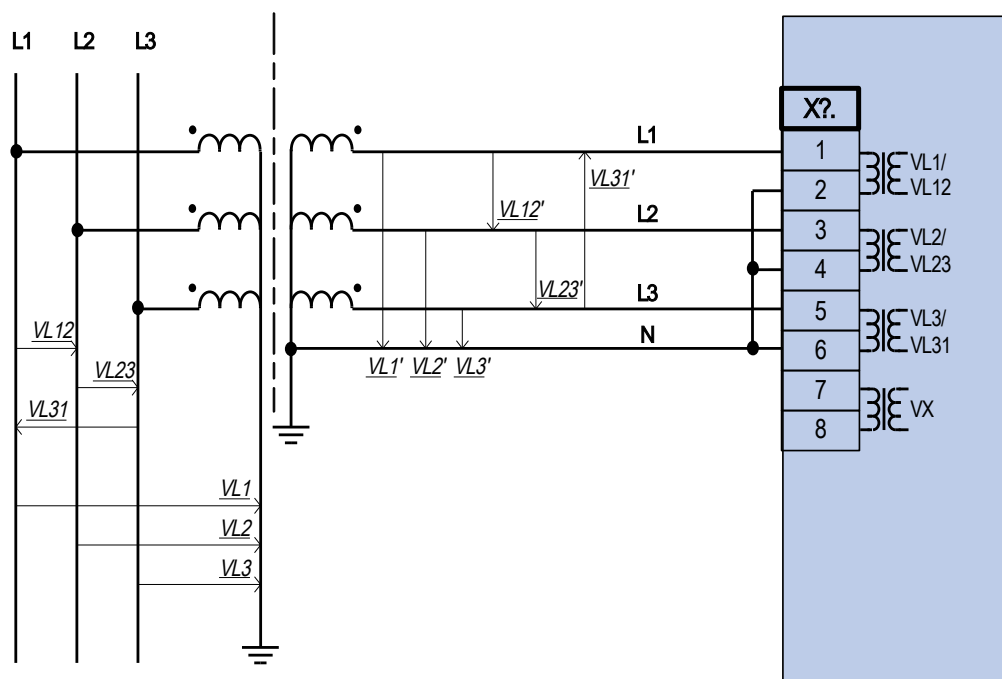 L1 L2 L3
X?.
L1
1
VL1/
VL31'
2
VL12
VL12'
L2
3
VL2/
4
VL23
VL23'
L3
5
VL3/
VL12
N
6
VL31
VL1' VL2' VL3'
VL23
7
VX
VL31
8
VL1
VL2
VL3